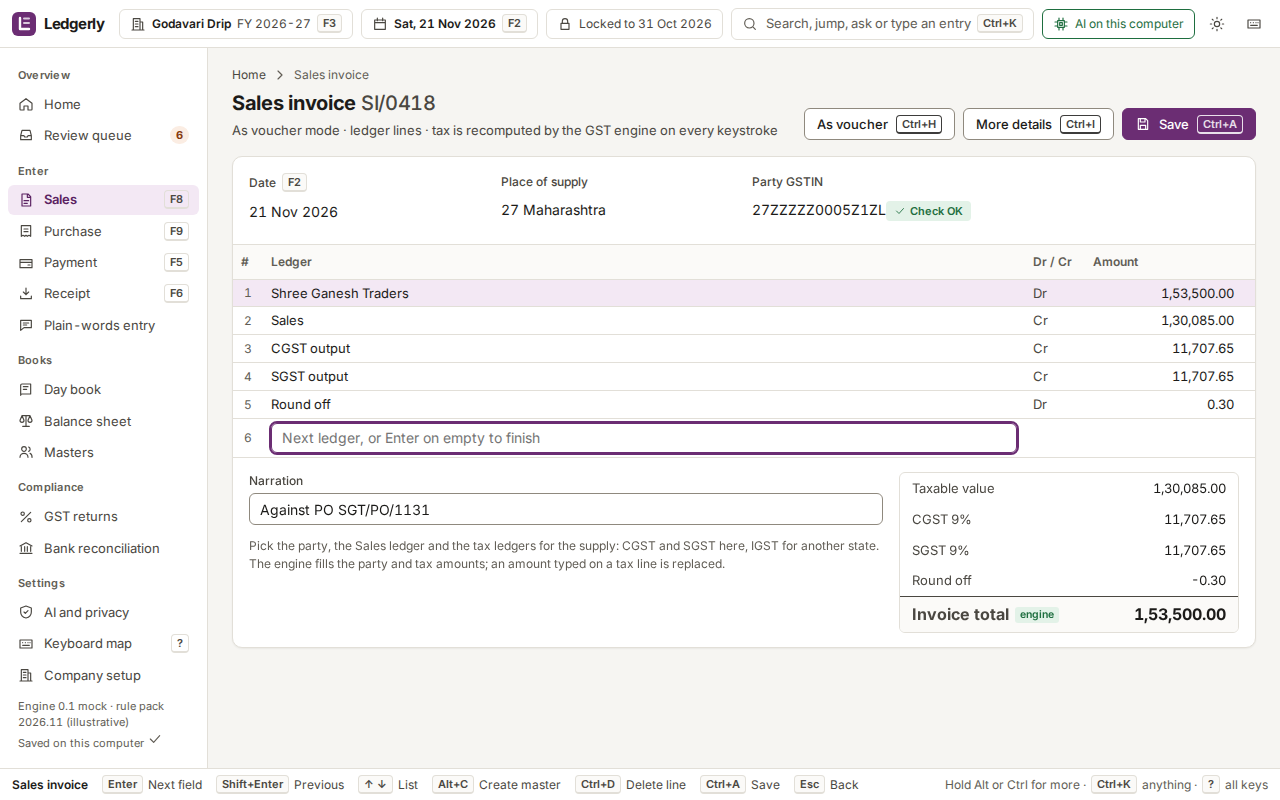 Ledgerly
Godavari Drip FY 2026-27 F3
Sat, 21 Nov 2026 F2
Locked to 31 Oct 2026
Search, jump, ask or type an entry Ctrl+K
AI on this computer
Overview
Home
Review queue 6
Enter
Sales F8
Purchase F9
Payment F5
Receipt F6
Plain-words entry
Books
Day book
Balance sheet
Masters
Compliance
GST returns
Bank reconciliation
Settings
AI and privacy
Keyboard map ?
Company setup
Engine 0.1 mock · rule pack
2026.11 (illustrative)
Saved on this computer
Home Sales invoice
Sales invoice SI/0418
As voucher mode · ledger lines · tax is recomputed by the GST engine on every keystroke
As voucher Ctrl+H
More details Ctrl+I
Save Ctrl+A
Date F2 Place of supply Party GSTIN
21 Nov 2026 27 Maharashtra 27ZZZZZ0005Z1ZL Check OK
# Ledger Dr / Cr Amount
1 Shree Ganesh Traders Dr 1,53,500.00
2 Sales Cr 1,30,085.00
3 CGST output Cr 11,707.65
4 SGST output Cr 11,707.65
5 Round off Dr 0.30
6 Next ledger, or Enter on empty to finish
Narration
Against PO SGT/PO/1131
Pick the party, the Sales ledger and the tax ledgers for the supply: CGST and SGST here, IGST for another state.
The engine fills the party and tax amounts; an amount typed on a tax line is replaced.
Taxable value 1,30,085.00
CGST 9% 11,707.65
SGST 9% 11,707.65
Round off -0.30
Invoice total engine 1,53,500.00
Sales invoice Enter Next field Shift+Enter Previous ↑ ↓ List Alt+C Create master Ctrl+D Delete line Ctrl+A Save Esc Back Hold Alt or Ctrl for more · Ctrl+K anything · ? all keys